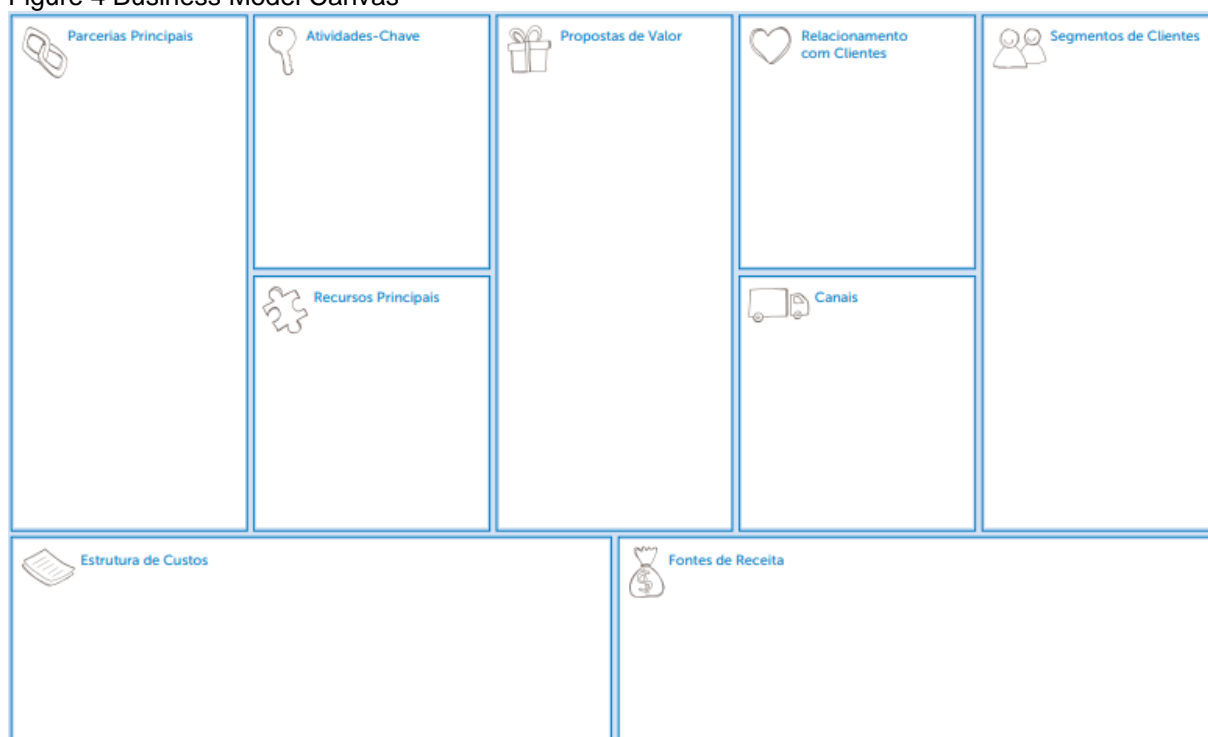 Figure 4 Business Model Canvas
Parcerias Principais
Atividades-Chave
Propostas de Valor
Relacionamento
com Clientes
Segmentos de Clientes
Recursos Principais
Canais
Estrutura de Custos
Fontes de Receita
$